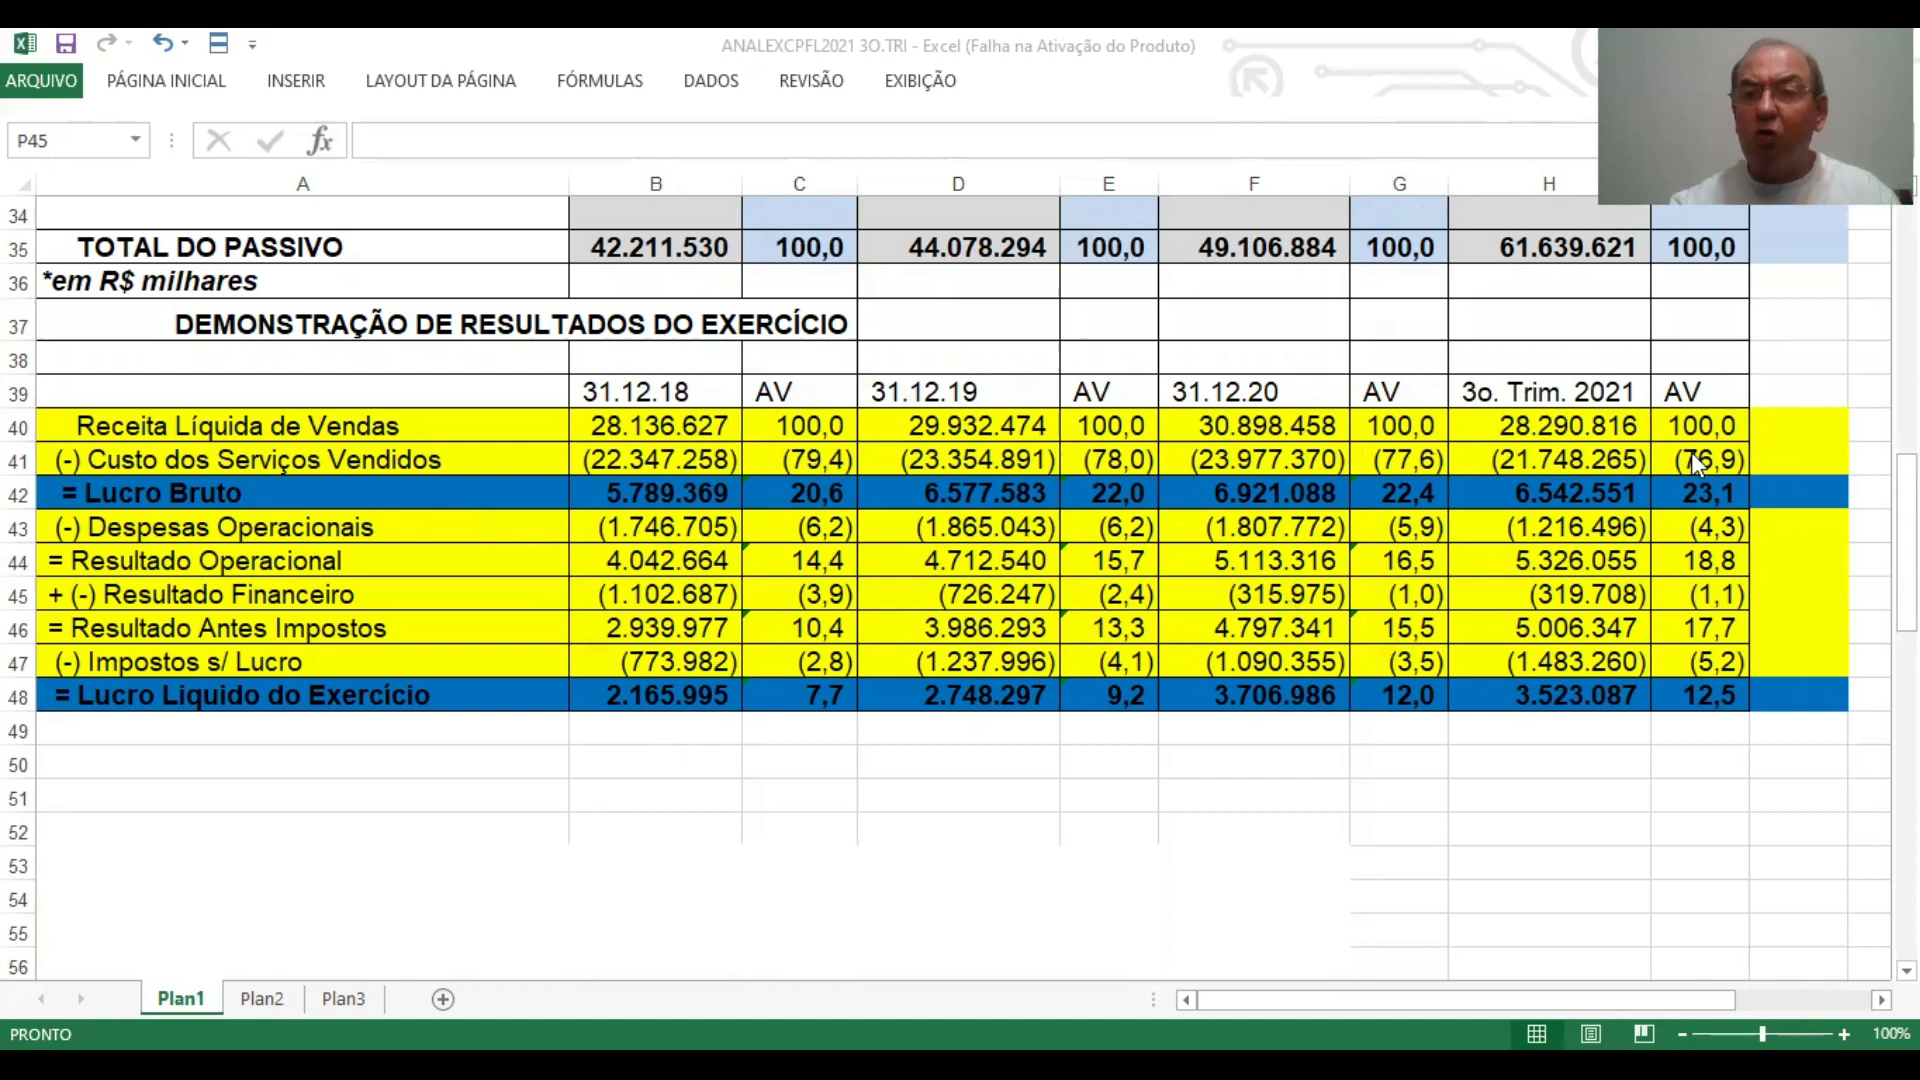 ANALEXCPFL2021 3O.TRI - Excel (Falha na Ativação do Produto)
ARQUIVO PÁGINA INICIAL INSERIR LAYOUT DA PÁGINA FÓRMULAS DADOS REVISÃO EXIBIÇÃO
P45 fx
A B C D E F G H
34
35 TOTAL DO PASSIVO 42.211.530 100,0 44.078.294 100,0 49.106.884 100,0 61.639.621 100,0
36 *em R$ milhares
37 DEMONSTRAÇÃO DE RESULTADOS DO EXERCÍCIO
38
39 31.12.18 AV 31.12.19 AV 31.12.20 AV 3o. Trim. 2021 AV
40 Receita Líquida de Vendas 28.136.627 100,0 29.932.474 100,0 30.898.458 100,0 28.290.816 100,0
41 (-) Custo dos Serviços Vendidos (22.347.258) (79,4) (23.354.891) (78,0) (23.977.370) (77,6) (21.748.265) (76,9)
42 = Lucro Bruto 5.789.369 20,6 6.577.583 22,0 6.921.088 22,4 6.542.551 23,1
43 (-) Despesas Operacionais (1.746.705) (6,2) (1.865.043) (6,2) (1.807.772) (5,9) (1.216.496) (4,3)
44 = Resultado Operacional 4.042.664 14,4 4.712.540 15,7 5.113.316 16,5 5.326.055 18,8
45 + (-) Resultado Financeiro (1.102.687) (3,9) (726.247) (2,4) (315.975) (1,0) (319.708) (1,1)
46 = Resultado Antes Impostos 2.939.977 10,4 3.986.293 13,3 4.797.341 15,5 5.006.347 17,7
47 (-) Impostos s/ Lucro (773.982) (2,8) (1.237.996) (4,1) (1.090.355) (3,5) (1.483.260) (5,2)
48 = Lucro Liquido do Exercício 2.165.995 7,7 2.748.297 9,2 3.706.986 12,0 3.523.087 12,5
49
50
51
52
53
54
55
56
Plan1 Plan2 Plan3
PRONTO 100%